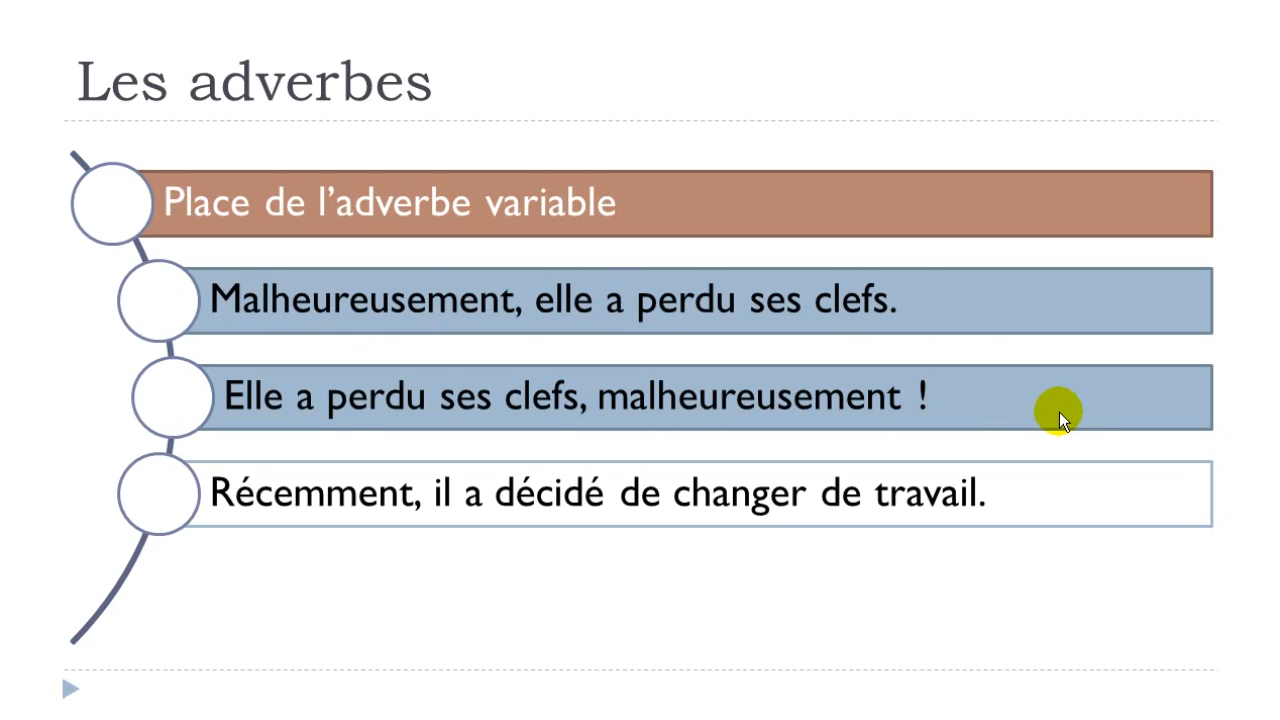 Les adverbes
Place de l’adverbe variable
Malheureusement, elle a perdu ses clefs.
Elle a perdu ses clefs, malheureusement !
Récemment, il a décidé de changer de travail.